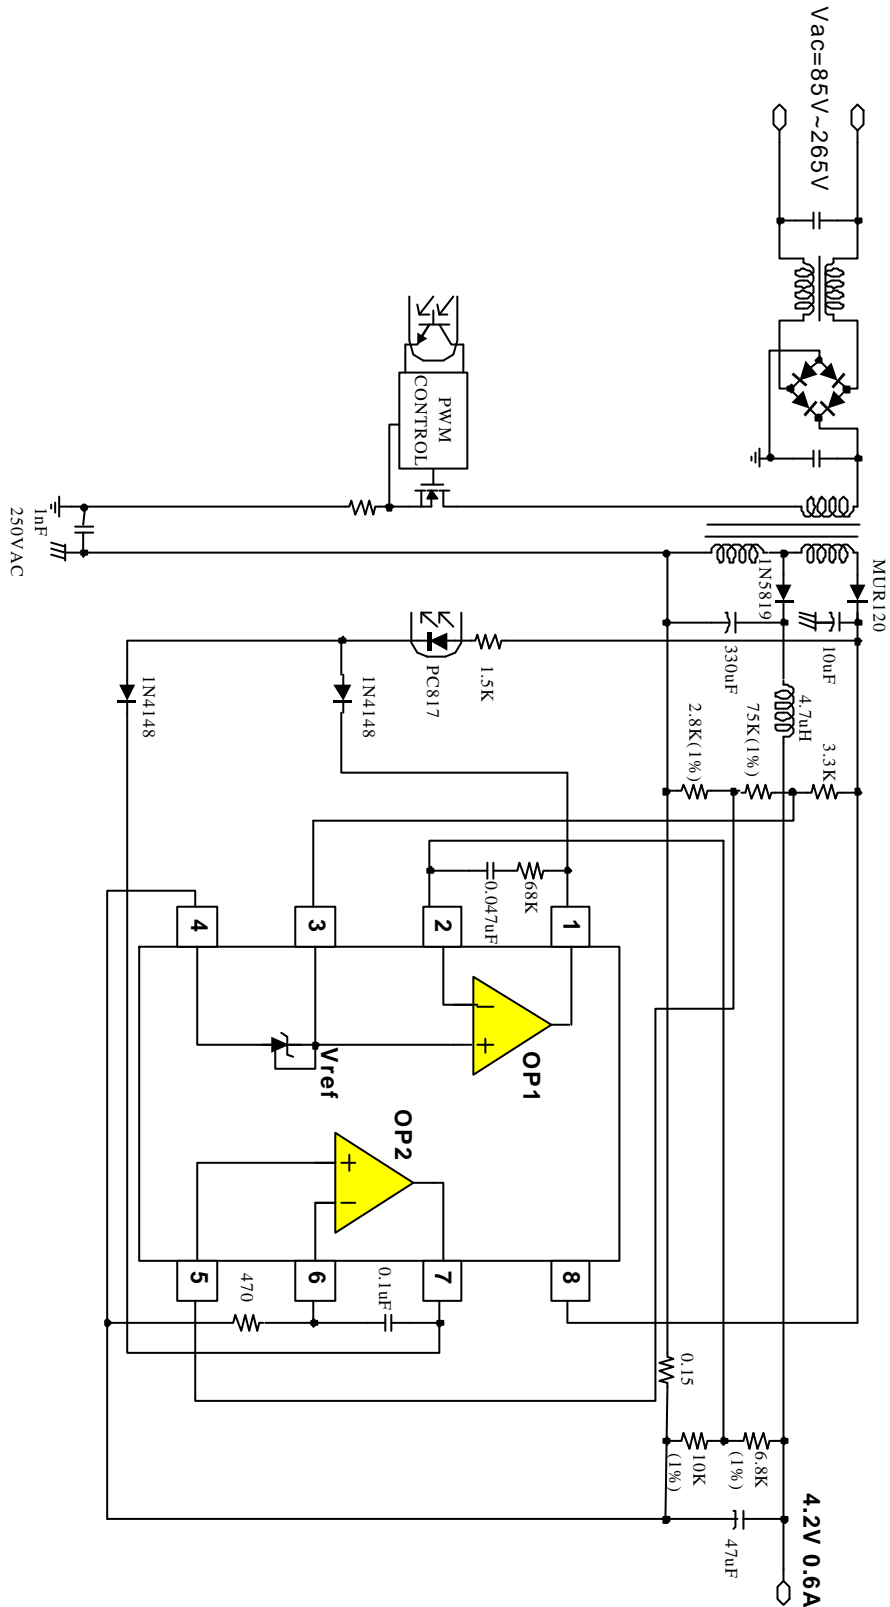 Vac=85V~265V
PWM
CONTROL
1nF
250VAC
MUR120
1N5819
10uF
330uF
4.7uH
3.3K
75K(1%)
2.8K(1%)
1.5K
PC817
1N4148
1N4148
68K
0.047uF
1
2
3
4
OP1
+
−
Vref
OP2
+
−
5
6
7
8
470
0.1uF
0.15
6.8K
(1%)
10K
(1%)
47uF
4.2V 0.6A